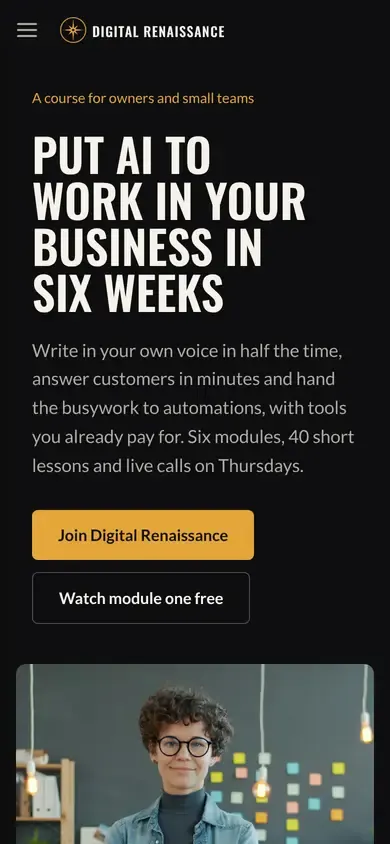 DIGITAL RENAISSANCE
A course for owners and small teams
PUT AI TO
WORK IN YOUR
BUSINESS IN
SIX WEEKS
Write in your own voice in half the time,
answer customers in minutes and hand
the busywork to automations, with tools
you already pay for. Six modules, 40 short
lessons and live calls on Thursdays.
Join Digital Renaissance
Watch module one free